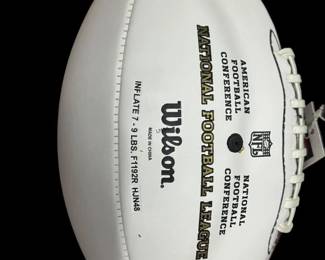 AMERICAN
FOOTBALL
CONFERENCE
NFL
NATIONAL
FOOTBALL
CONFERENCE
NATIONAL FOOTBALL LEAGUE
Wilson
MADE IN CHINA
INFLATE 7 - 9 LBS. F1192R HJN48